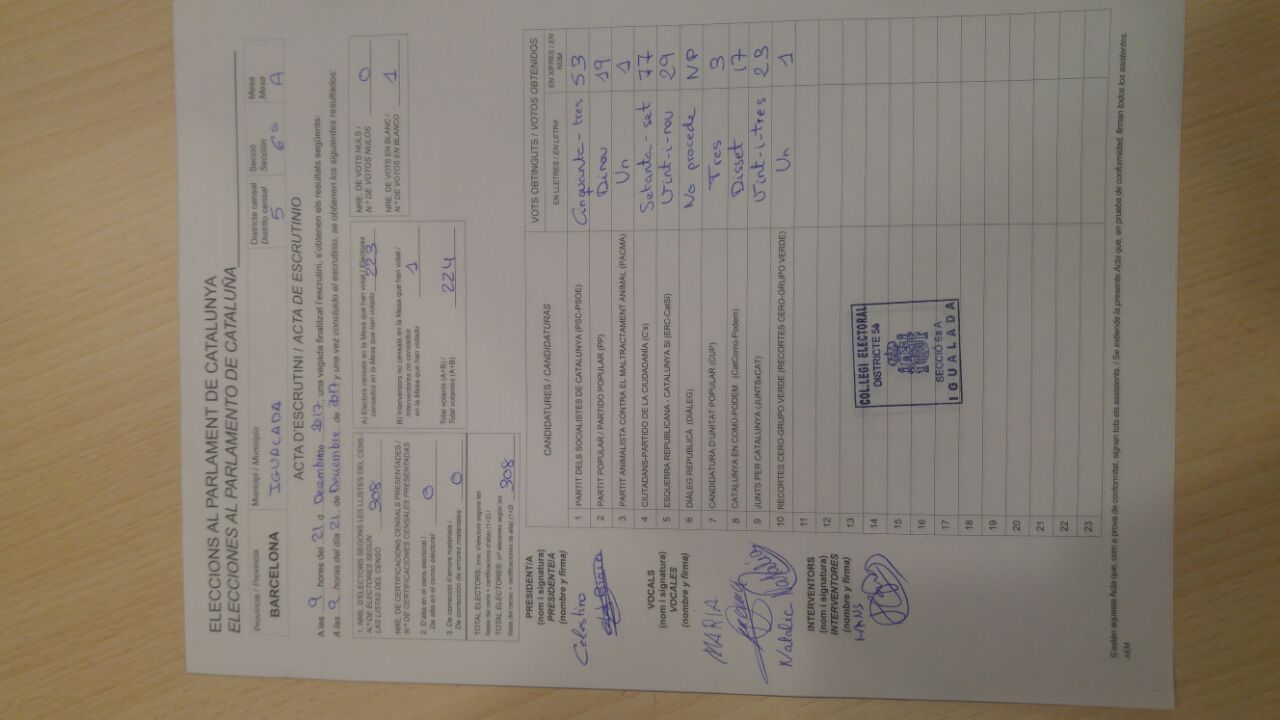 ELECCIONS AL PARLAMENT DE CATALUNYA
ELECCIONES AL PARLAMENTO DE CATALUÑA
Província / Provincia
BARCELONA
Municipi / Municipio
IGUALADA
Districte censal
Distrito censal
5
Secció
Sección
6a
Mesa
Mesa
A
ACTA D'ESCRUTINI / ACTA DE ESCRUTINIO
A les 9 hores del 21 d Desembre de 2017, una vegada finalitzat l'escrutini, s'obtenen els resultats següents:
A las 9 horas del día 21 de Deciembre de 2017 y una vez concluido el escrutinio, se obtienen los siguientes resultados:
1. NRE. D'ELECTORS SEGONS LES LLISTES DEL CENS /
N.º DE ELECTORES SEGÚN
LAS LISTAS DEL CENSO
308
NRE. DE CERTIFICACIONS CENSALS PRESENTADES /
N.º DE CERTIFICACIONES CENSALES PRESENTADAS
2. D'alta en el cens electoral /
De alta en el censo electoral:
0
3. De correcció d'errors materials /
De corrección de errores materiales:
0
TOTAL ELECTORS: (nre. d'electors segons les
llistes del cens + certificacions d'alta) (1+2) /
TOTAL ELECTORES: (nº electores según las
listas del censo + certificaciones de alta) (1+2)
308
A) Electors censats en la Mesa que han votat / Electores
censados en la Mesa que han votado
223
B) Interventors no censats en la Mesa que han votat /
Interventores no censados
en la Mesa que han votado
1
Total votants (A+B) /
Total votantes (A+B)
224
NRE. DE VOTS NULS /
N.º DE VOTOS NULOS
0
NRE. DE VOTS EN BLANC /
N.º DE VOTOS EN BLANCO
1
PRESIDENT/A
(nom i signatura)
PRESIDENTE/A
(nombre y firma)
Celestino
VOCALS
(nom i signatura)
VOCALES
(nombre y firma)
MARIA
Natalie
INTERVENTORS
(nom i signatura)
INTERVENTORES
(nombre y firma)
CANDIDATURES / CANDIDATURAS
VOTS OBTINGUTS / VOTOS OBTENIDOS
EN LLETRES / EN LETRA
EN XIFRES / EN NÚM.
1 PARTIT DELS SOCIALISTES DE CATALUNYA (PSC-PSOE) Cinquanta-tres 53
2 PARTIT POPULAR / PARTIDO POPULAR (PP) Dinou 19
3 PARTIT ANIMALISTA CONTRA EL MALTRACTAMENT ANIMAL (PACMA) Un 1
4 CIUTADANS-PARTIDO DE LA CIUDADANÍA (C's) Setanta-set 77
5 ESQUERRA REPUBLICANA - CATALUNYA SÍ (ERC-CatSí) Vint-i-nou 29
6 DIÀLEG REPUBLICÀ (DIÀLEG) No procede NP
7 CANDIDATURA D'UNITAT POPULAR (CUP) Tres 3
8 CATALUNYA EN COMÚ-PODEM (CatComú-Podem) Disset 17
9 JUNTS PER CATALUNYA (JUNTSxCAT) Vint-i-tres 23
10 RECORTES CERO-GRUPO VERDE (RECORTES CERO-GRUPO VERDE) Un 1
11
12
13
14
15
16
17
18
19
20
21
22
23
COL.LEGI ELECTORAL
DISTRICTE 5è
SECCIÓ 6a A
IGUALADA
S'estén aquesta Acta que, com a prova de conformitat, signen tots els assistents. / Se extiende la presente Acta que, en prueba de conformidad, firman todos los asistentes.
AEM